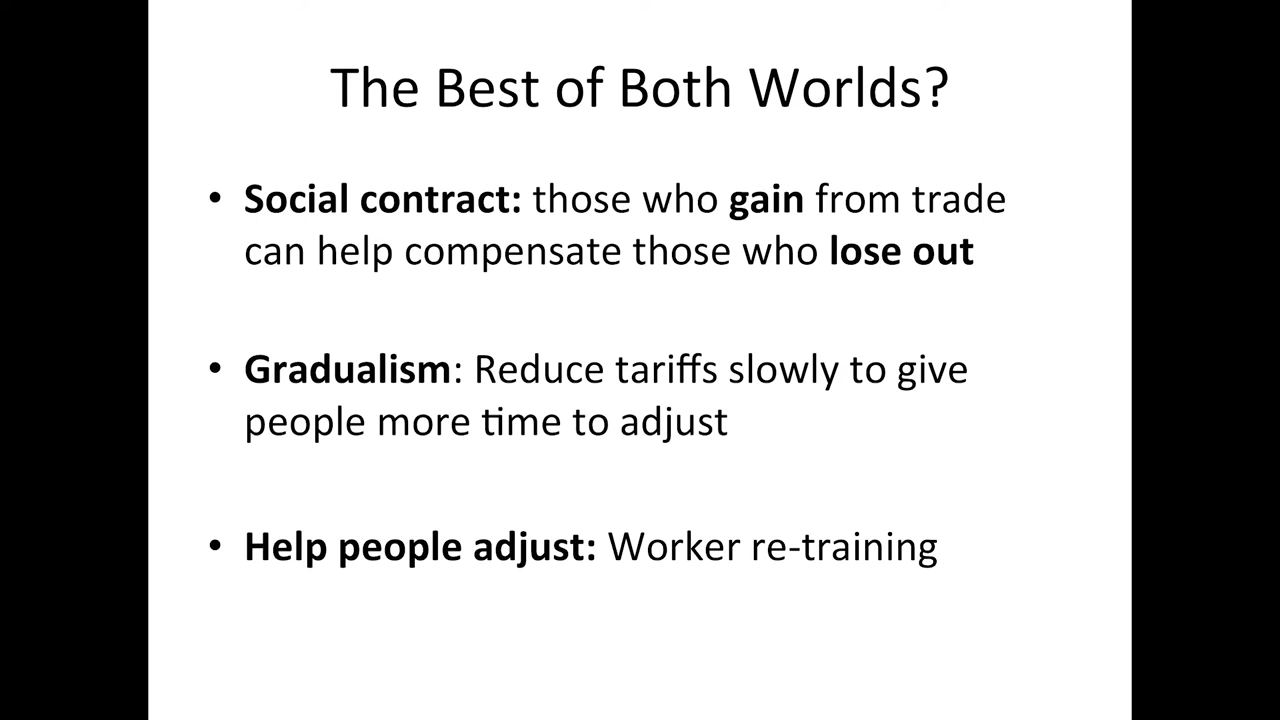 The Best of Both Worlds?
• Social contract: those who gain from trade
can help compensate those who lose out
• Gradualism: Reduce tariffs slowly to give
people more time to adjust
• Help people adjust: Worker re-training